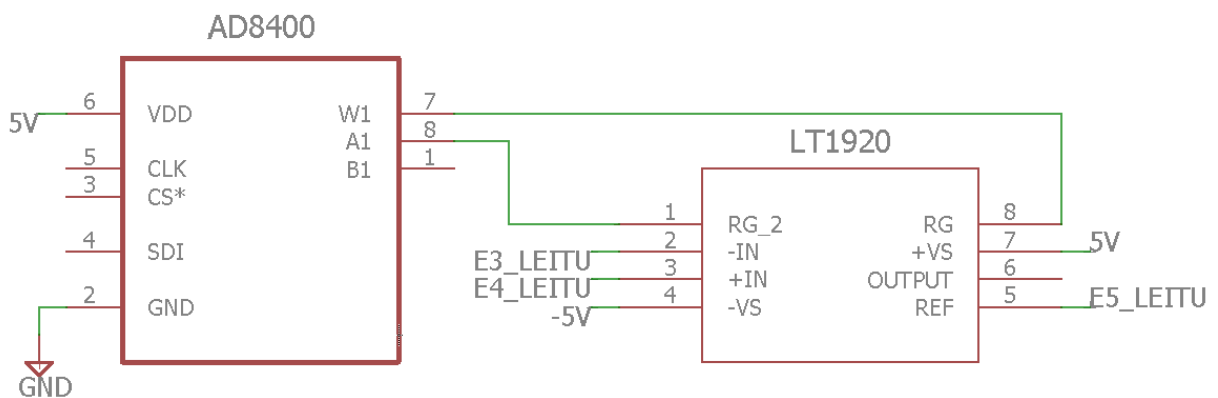 AD8400
5V
6 VDD
5 CLK
3 CS*
4 SDI
2 GND
W1 7
A1 8
B1 1
GND
LT1920
1 RG_2
E3_LEITU 2 -IN
E4_LEITU 3 +IN
-5V 4 -VS
RG 8
+VS 7 5V
OUTPUT 6
REF 5 E5_LEITU